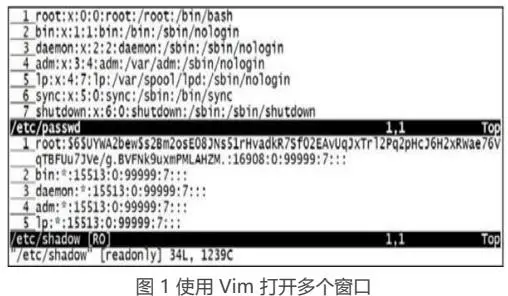 1 root:x:0:0:root:/root:/bin/bash
2 bin:x:1:1:bin:/bin:/sbin/nologin
3 daemon:x:2:2:daemon:/sbin:/sbin/nologin
4 adm:x:3:4:adm:/var/adm:/sbin/nologin
5 lp:x:4:7:lp:/var/spool/lpd:/sbin/nologin
6 sync:x:5:0:sync:/sbin:/bin/sync
7 shutdown:x:6:0:shutdown:/sbin:/sbin/shutdown
/etc/passwd 1,1 Top
1 root:
:16908:0:99999:7:::
2 bin:*:15513:0:99999:7:::
3 daemon:*:15513:0:99999:7:::
4 adm:*:15513:0:99999:7:::
5 lp:*:15513:0:99999:7:::
/etc/shadow [RO] 1,1 Top
"/etc/shadow" [readonly] 34L, 1239C
图 1 使用 Vim 打开多个窗口